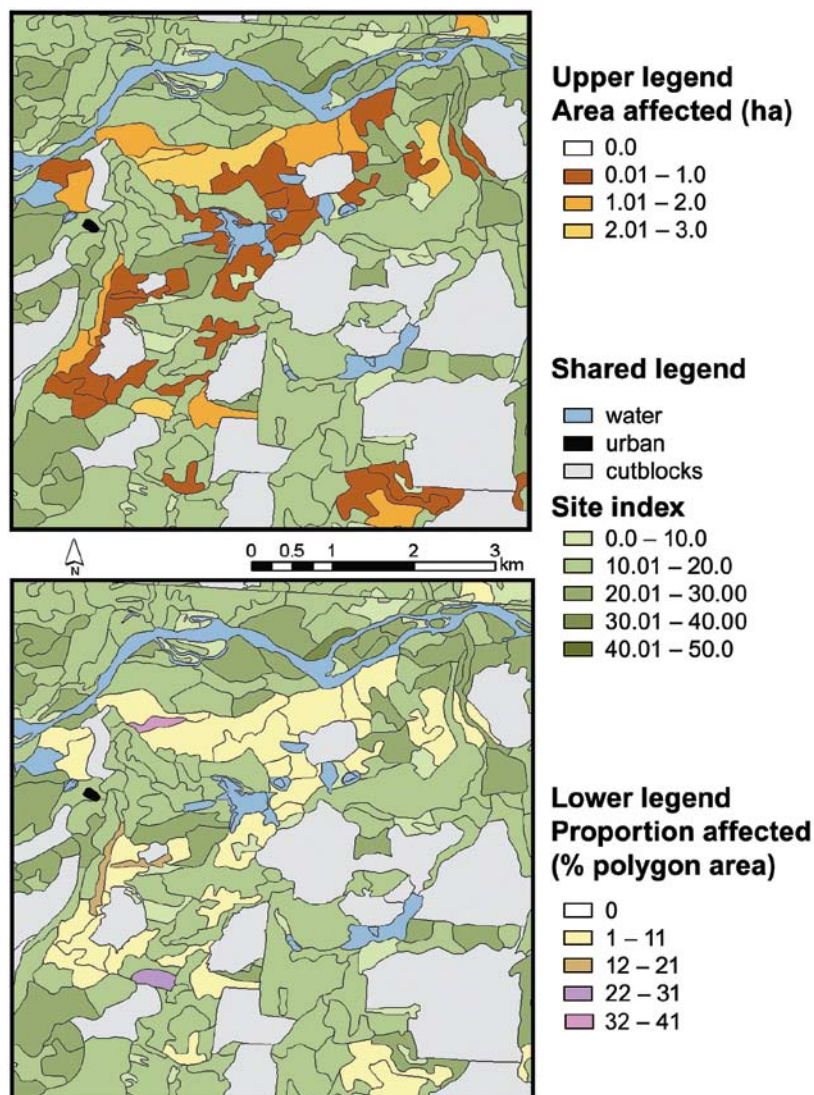 Upper legend
Area affected (ha)
0.0
0.01 – 1.0
1.01 – 2.0
2.01 – 3.0
Shared legend
water
urban
cutblocks
Site index
0.0 – 10.0
10.01 – 20.0
20.01 – 30.00
30.01 – 40.00
40.01 – 50.0
N
0 0.5 1 2 3
km
Lower legend
Proportion affected
(% polygon area)
0
1 – 11
12 – 21
22 – 31
32 – 41